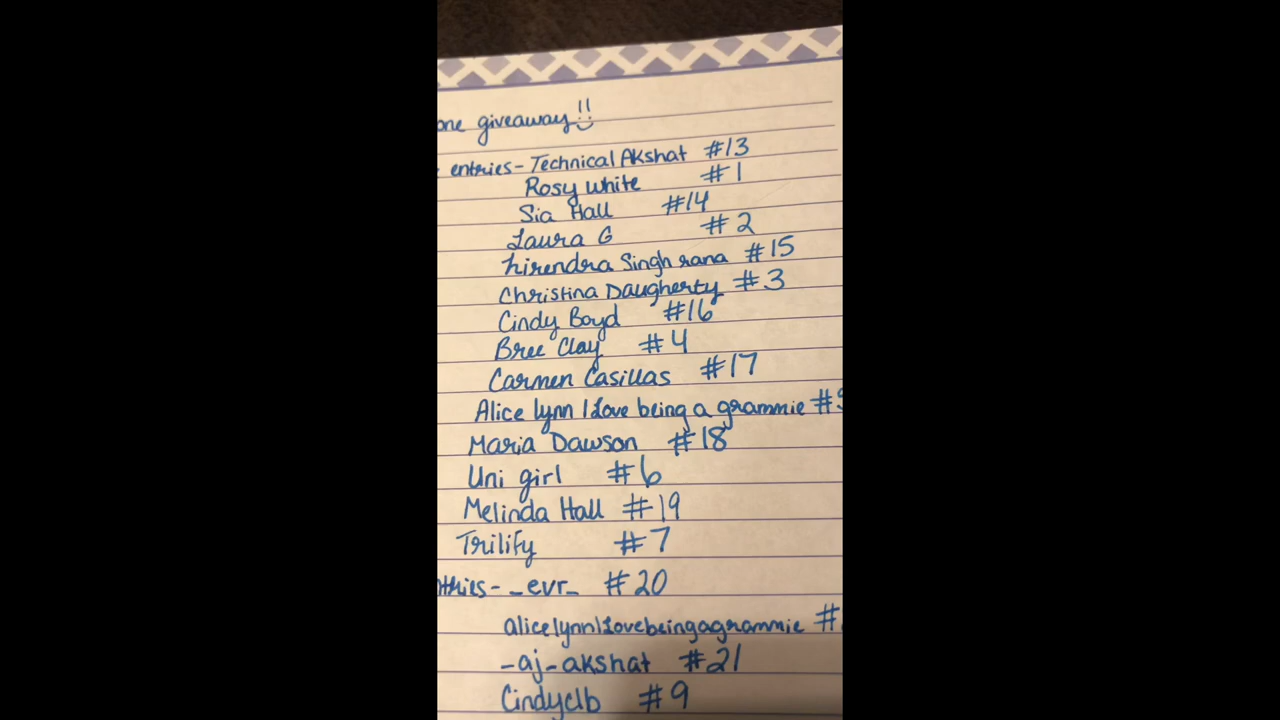 one giveaway!!
entries - Technical Akshat #13
Rosy White #1
Sia Hall #14
Laura G #2
hirendra Singh rana #15
Christina Daugherty #3
Cindy Boyd #16
Bree Clay #4
Carmen Casillas #17
Alice lynn I Love being a grammie #
Maria Dawson #18
Uni girl #6
Melinda Hall #19
Trilify #7
ntries - _evr_ #20
alicelynnIlovebeingagrammie #
-aj-akshat #21
Cindyclb #9